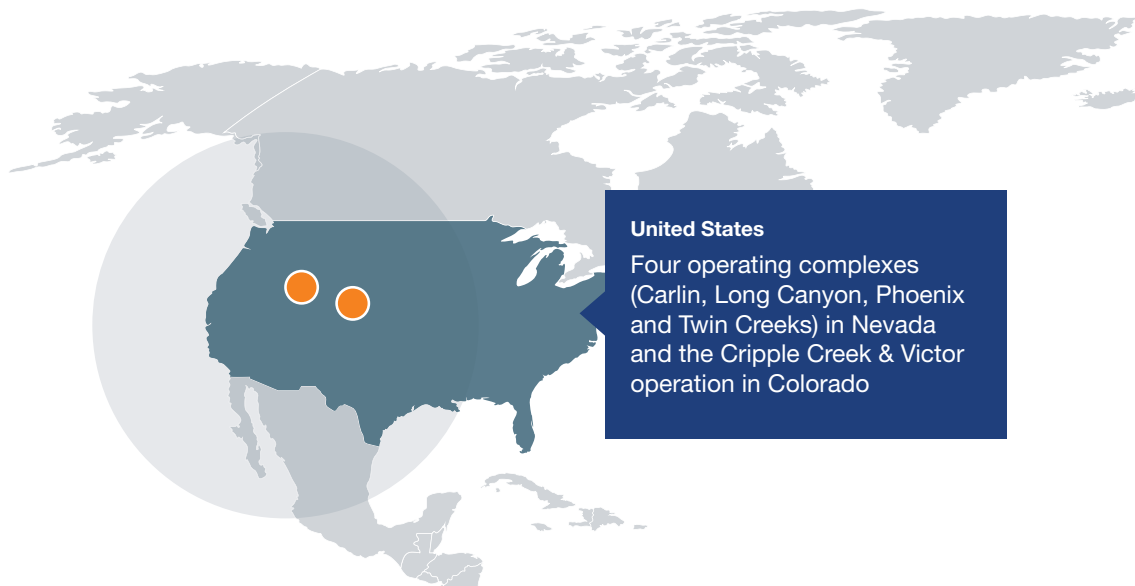 United States
Four operating complexes
(Carlin, Long Canyon, Phoenix
and Twin Creeks) in Nevada
and the Cripple Creek & Victor
operation in Colorado